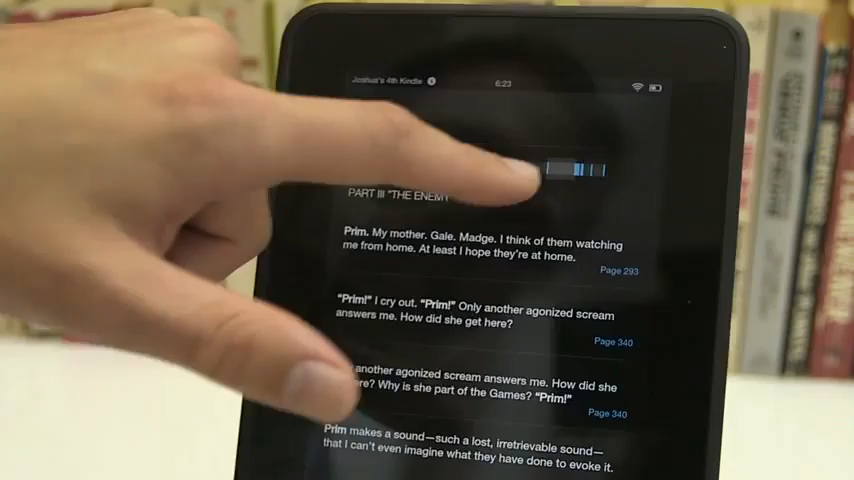 Joshua's 4th Kindle
6:23
PART III "THE ENEMY
Prim. My mother. Gale. Madge. I think of them watching
me from home. At least I hope they're at home.
Page 293
"Prim!" I cry out. "Prim!" Only another agonized scream
answers me. How did she get here?
Page 340
another agonized scream answers me. How did she
ere? Why is she part of the Games? "Prim!"
Page 340
Prim makes a sound—such a lost, irretrievable sound—
that I can't even imagine what they have done to evoke it.